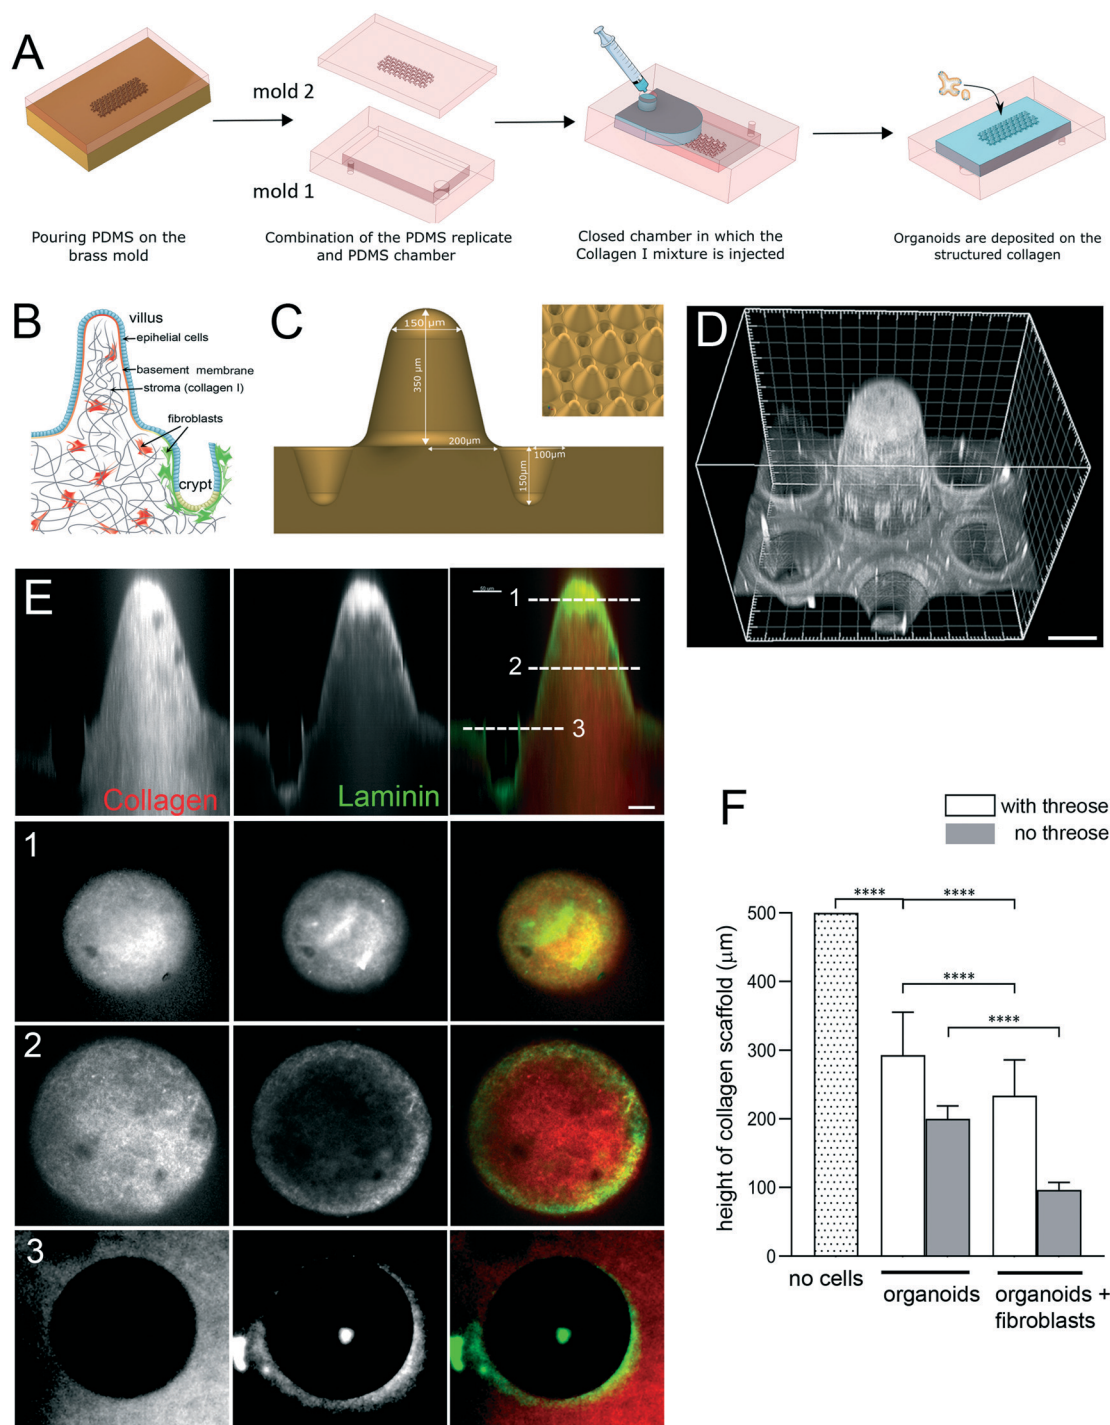 A
mold 2
mold 1
Pouring PDMS on the
brass mold
Combination of the PDMS replicate
and PDMS chamber
Closed chamber in which the
Collagen I mixture is injected
Organoids are deposited on the
structured collagen
B
villus
epihelial cells
basement membrane
stroma (collagen I)
fibroblasts
crypt
C
150 µm
350 µm
200µm
100µm
150µm
D
E
Collagen
Laminin
50 µm
1
2
3
1
2
3
F
with threose
no threose
height of collagen scaffold (µm)
500
400
300
200
100
0
****
****
****
****
no cells
organoids
organoids +
fibroblasts